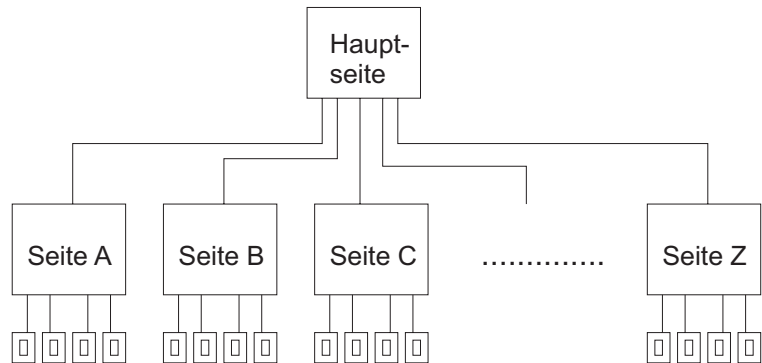 Haupt-
seite
Seite A
Seite B
Seite C
..............
Seite Z